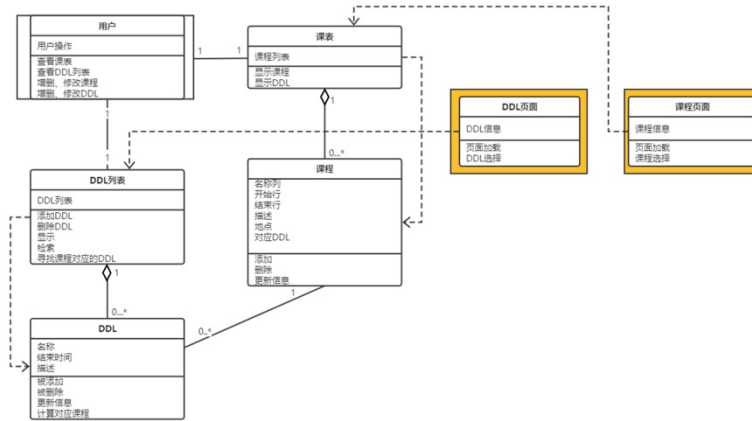 用户
用户操作
查看课表
查看DDL列表
增删、修改课程
增删、修改DDL
1
1
课表
课程列表
显示课程
显示DDL
1
0...*
1
1
DDL页面
DDL信息
页面加载
DDL选择
课程页面
课程信息
页面加载
课程选择
DDL列表
DDL列表
添加DDL
删除DDL
显示
检索
寻找课程对应的DDL
1
0...*
课程
名称列
开始行
结束行
描述
地点
对应DDL
添加
删除
更新信息
1
0..*
DDL
名称
结束时间
描述
被添加
被删除
更新信息
计算对应课程